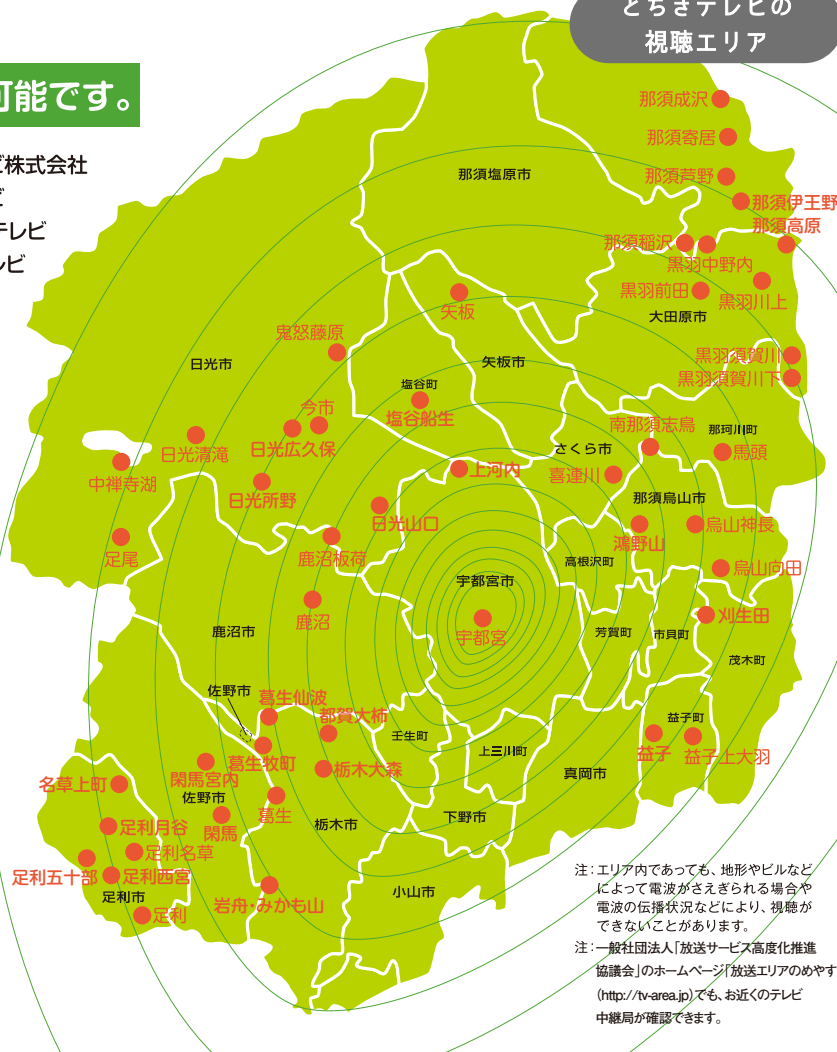 とちぎテレビの
視聴エリア
可能です。
株式会社
テレビ
レビ
那須成沢
那須寄居
那須塩原市
那須芦野
那須伊王野
那須高原
那須稲沢
黒羽中野内
黒羽前田
黒羽川上
矢板
大田原市
鬼怒藤原
日光市
矢板市
黒羽須賀川
黒羽須賀川下
塩谷町
塩谷船生
今市
日光広久保
日光清滝
南那須志鳥
那珂川町
さくら市
馬頭
中禅寺湖
上河内
喜連川
日光所野
那須烏山市
日光山口
鴻野山
烏山神長
足尾
鹿沼板荷
高根沢町
烏山向田
宇都宮市
鹿沼
宇都宮
刈生田
鹿沼市
芳賀町
市貝町
茂木町
佐野市
葛生仙波
都賀大柿
壬生町
益子町
葛生牧町
上三川町
益子
益子上大羽
閑馬宮内
栃木大森
真岡市
名草上町
佐野市
葛生
閑馬
栃木市
下野市
足利月谷
足利名草
足利五十部
足利西宮
足利市
岩舟・みかも山
小山市
足利
注：エリア内であっても、地形やビルなど
によって電波がさえぎられる場合や
電波の伝播状況などにより、視聴が
できないことがあります。
注：一般社団法人「放送サービス高度化推進
協議会」のホームページ「放送エリアのめやす
(http://tv-area.jp)でも、お近くのテレビ
中継局が確認できます。